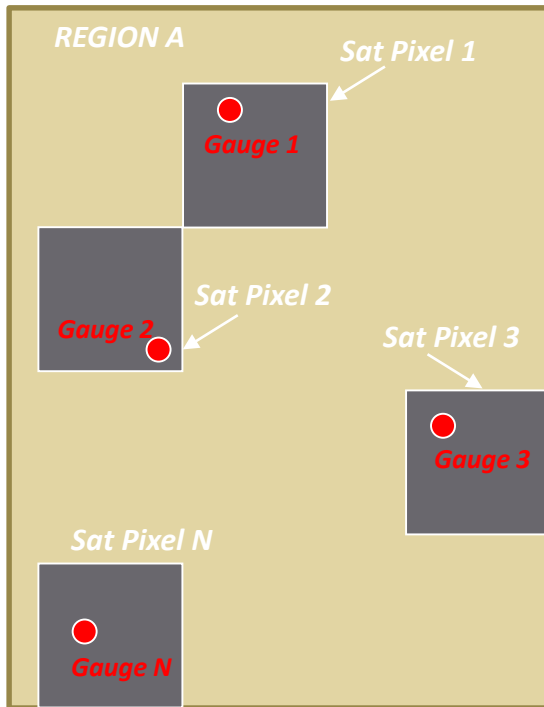 REGION A
Sat Pixel 1
Gauge 1
Sat Pixel 2
Gauge 2
Sat Pixel 3
Gauge 3
Sat Pixel N
Gauge N